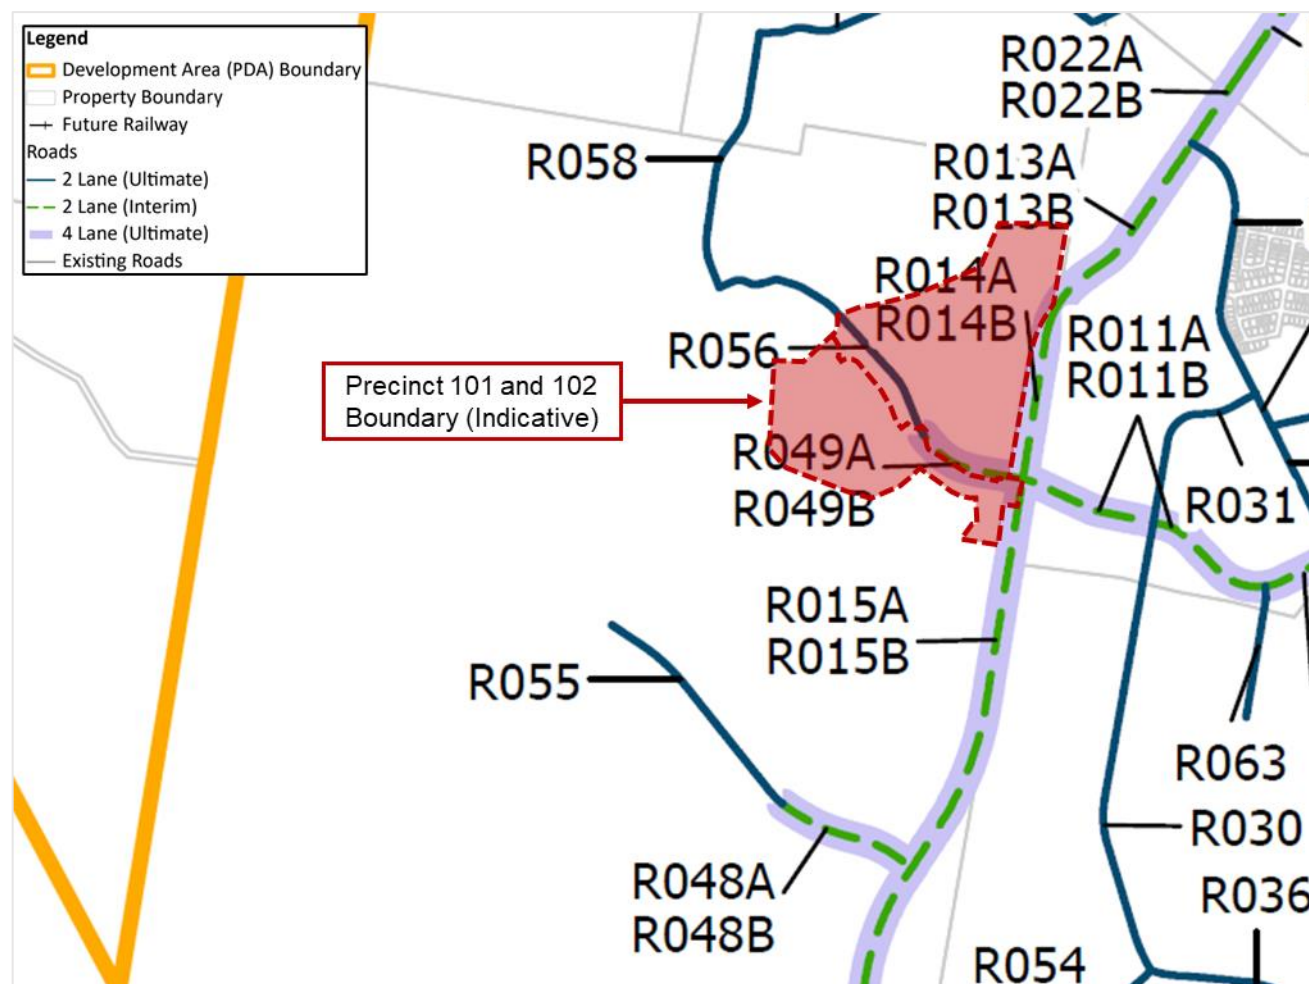 Legend
Development Area (PDA) Boundary
Property Boundary
Future Railway
Roads
2 Lane (Ultimate)
2 Lane (Interim)
4 Lane (Ultimate)
Existing Roads
R022A
R022B
R058
R013A
R013B
R014A
R014B
R056
R011A
R011B
Precinct 101 and 102
Boundary (Indicative)
R049A
R049B
R031
R015A
R015B
R055
R063
R030
R048A
R048B
R036
R054